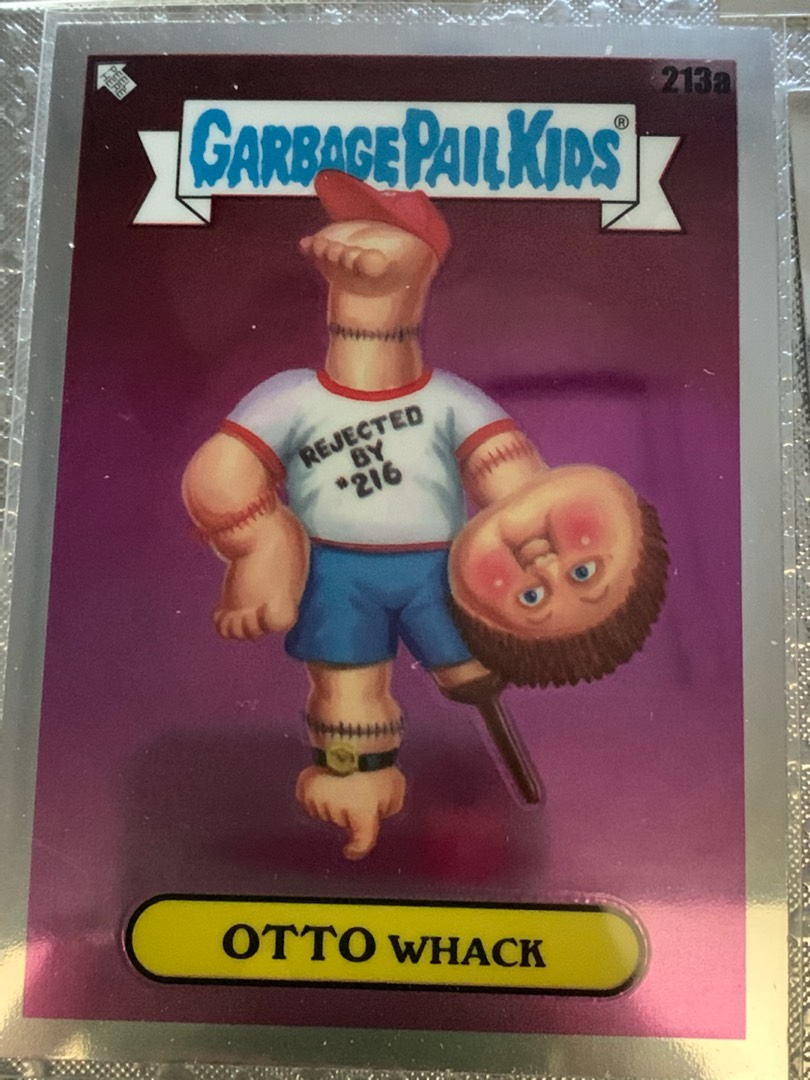 213a
GARBAGE PAIL KIDS®
REJECTED
BY
#216
OTTO WHACK